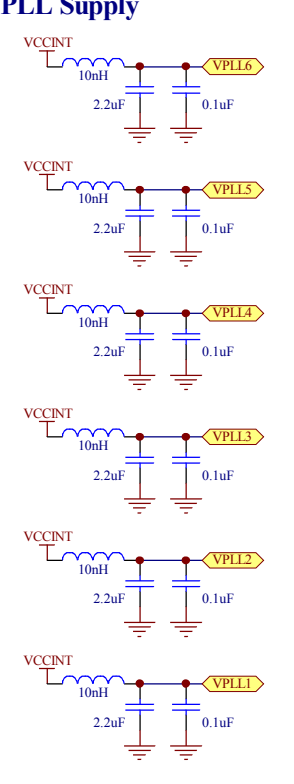 PLL Supply
VCCINT
10nH
VPLL6
2.2uF
0.1uF
VCCINT
10nH
VPLL5
2.2uF
0.1uF
VCCINT
10nH
VPLL4
2.2uF
0.1uF
VCCINT
10nH
VPLL3
2.2uF
0.1uF
VCCINT
10nH
VPLL2
2.2uF
0.1uF
VCCINT
10nH
VPLL1
2.2uF
0.1uF